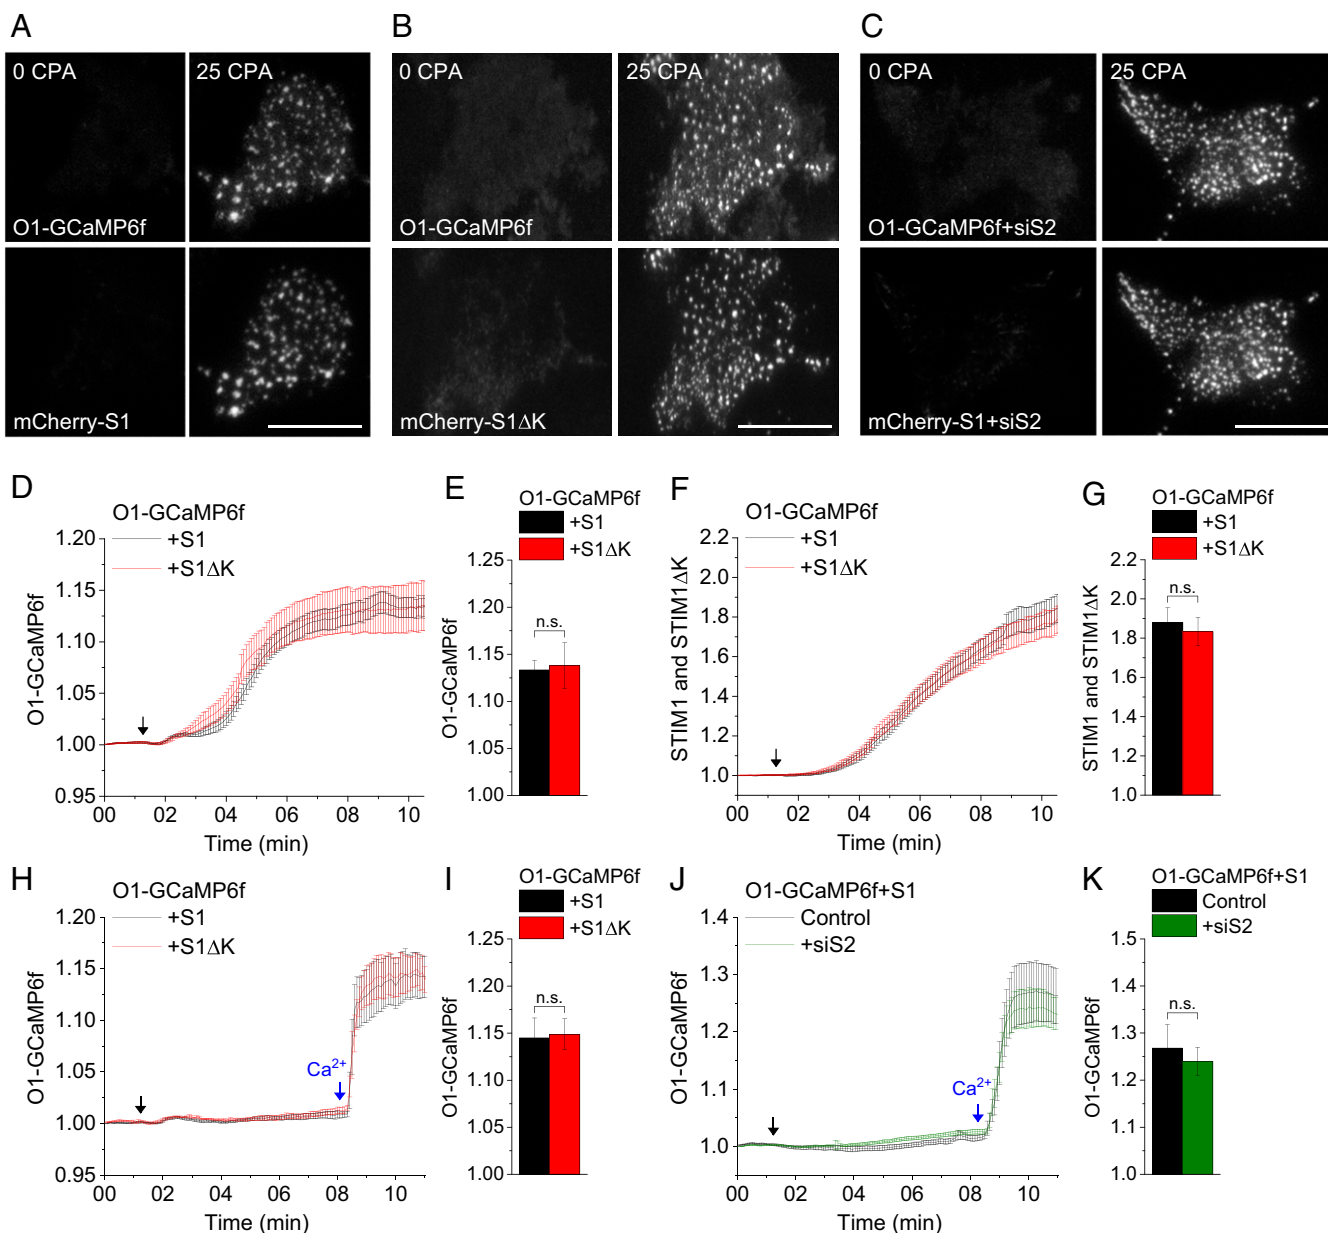 A
B
C
0 CPA
25 CPA
0 CPA
25 CPA
0 CPA
25 CPA
O1-GCaMP6f
O1-GCaMP6f
O1-GCaMP6f+siS2
mCherry-S1
mCherry-S1ΔK
mCherry-S1+siS2
D
O1-GCaMP6f
+S1
+S1ΔK
O1-GCaMP6f
1.20
1.15
1.10
1.05
1.00
0.95
00 02 04 06 08 10
Time (min)
E
O1-GCaMP6f
+S1
+S1ΔK
n.s.
O1-GCaMP6f
1.25
1.20
1.15
1.10
1.05
1.00
F
O1-GCaMP6f
+S1
+S1ΔK
STIM1 and STIM1ΔK
2.2
2.0
1.8
1.6
1.4
1.2
1.0
00 02 04 06 08 10
Time (min)
G
O1-GCaMP6f
+S1
+S1ΔK
n.s.
STIM1 and STIM1ΔK
2.2
2.0
1.8
1.6
1.4
1.2
1.0
H
O1-GCaMP6f
+S1
+S1ΔK
Ca²⁺
O1-GCaMP6f
1.20
1.15
1.10
1.05
1.00
0.95
00 02 04 06 08 10
Time (min)
I
O1-GCaMP6f
+S1
+S1ΔK
n.s.
O1-GCaMP6f
1.25
1.20
1.15
1.10
1.05
1.00
J
O1-GCaMP6f+S1
Control
+siS2
Ca²⁺
O1-GCaMP6f
1.4
1.3
1.2
1.1
1.0
00 02 04 06 08 10
Time (min)
K
O1-GCaMP6f+S1
Control
+siS2
n.s.
O1-GCaMP6f
1.5
1.4
1.3
1.2
1.1
1.0